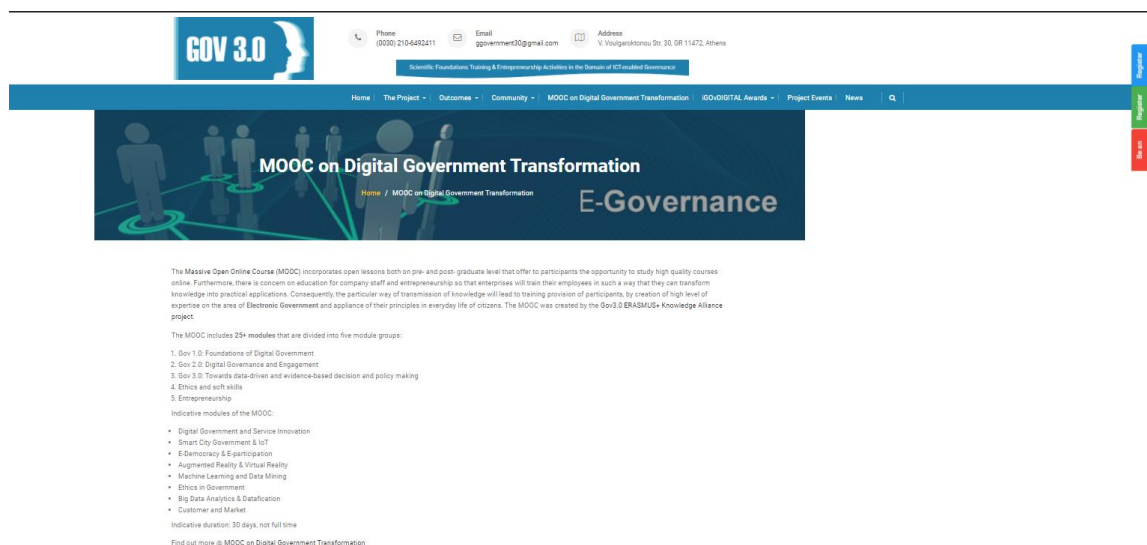 GOV 3.0
Phone
(0030) 210-6492411
Email
ggovernment30@gmail.com
Address
V. Voulgaroktonou Str. 30, GR 11472, Athens
Scientific Foundations Training & Entrepreneurship Activities in the Domain of ICT-enabled Governance
Register
Register
Be an
Home
The Project
Outcomes
Community
MOOC on Digital Government Transformation
iGOvDIGITAL Awards
Project Events
News
MOOC on Digital Government Transformation
Home / MOOC on Digital Government Transformation
E-Governance
The Massive Open Online Course (MOOC) incorporates open lessons both on pre- and post- graduate level that offer to participants the opportunity to study high quality courses
online. Furthermore, there is concern on education for company staff and entrepreneurship so that enterprises will train their employees in such a way that they can transform
knowledge into practical applications. Consequently, the particular way of transmission of knowledge will lead to training provision of participants, by creation of high level of
expertise on the area of Electronic Government and appliance of their principles in everyday life of citizens. The MOOC was created by the Gov3.0 ERASMUS+ Knowledge Alliance
project.
The MOOC includes 25+ modules that are divided into five module groups:
1. Gov 1.0: Foundations of Digital Government
2. Gov 2.0: Digital Governance and Engagement
3. Gov 3.0: Towards data-driven and evidence-based decision and policy making
4. Ethics and soft skills
5. Entrepreneurship
Indicative modules of the MOOC:
• Digital Government and Service Innovation
• Smart City Government & IoT
• E-Democracy & E-participation
• Augmented Reality & Virtual Reality
• Machine Learning and Data Mining
• Ethics in Government
• Big Data Analytics & Datafication
• Customer and Market
Indicative duration: 30 days, not full time
Find out more @ MOOC on Digital Government Transformation